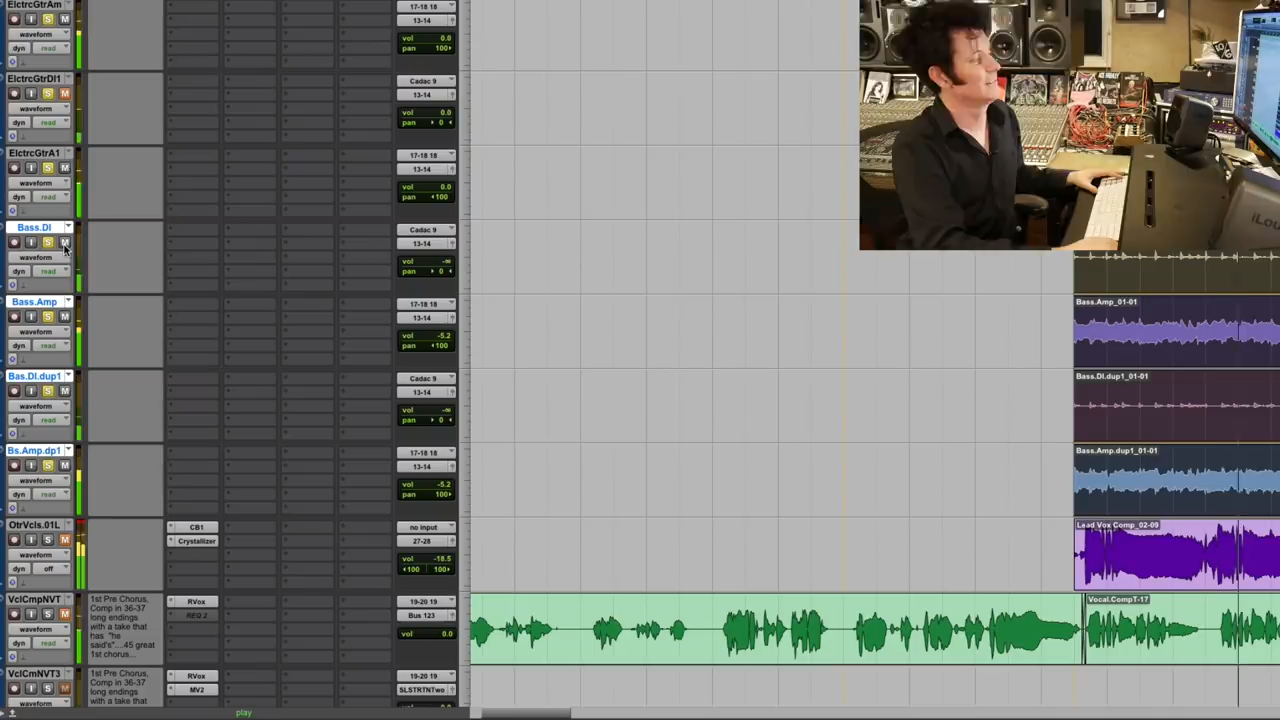 ElctrcGtrAm
I S M
waveform
dyn read
17-18 18
13-14
vol 0.0
pan 100
ElctrcGtrDI1
I S M
waveform
dyn read
Cadac 9
13-14
vol 0.0
pan 0
ElctrcGtrA1
I S M
waveform
dyn read
17-18 18
13-14
vol 0.0
pan 100
Bass.DI
I S M
waveform
dyn read
Cadac 9
13-14
vol -∞
pan 0
Bass.Amp
I S M
waveform
dyn read
17-18 18
13-14
vol -5.2
pan 100
Bass.Amp_01-01
Bas.DI.dup1
I S M
waveform
dyn read
Cadac 9
13-14
vol -∞
pan 0
Bass.DI.dup1_01-01
Bs.Amp.dp1
I S M
waveform
dyn read
17-18 18
13-14
vol -5.2
pan 100
Bass.Amp.dup1_01-01
OtrVcls.01L
I S M
waveform
dyn off
CB1
Crystallizer
no input
27-28
vol -18.5
100 100
Lead Vox Comp_02-09
VclCmpNVT
I S M
waveform
dyn read
1st Pre Chorus,
Comp in 36-37
long endings
with a take that
has "he
said's"....45 great
1st chorus...
RVox
REQ 2
19-20 19
Bus 123
vol 0.0
Vocal.CompT-17
VclCmNVT3
I S M
waveform
1st Pre Chorus,
Comp in 36-37
long endings
with a take that
RVox
MV2
19-20 19
SLSTRTNTwo
play
iLou